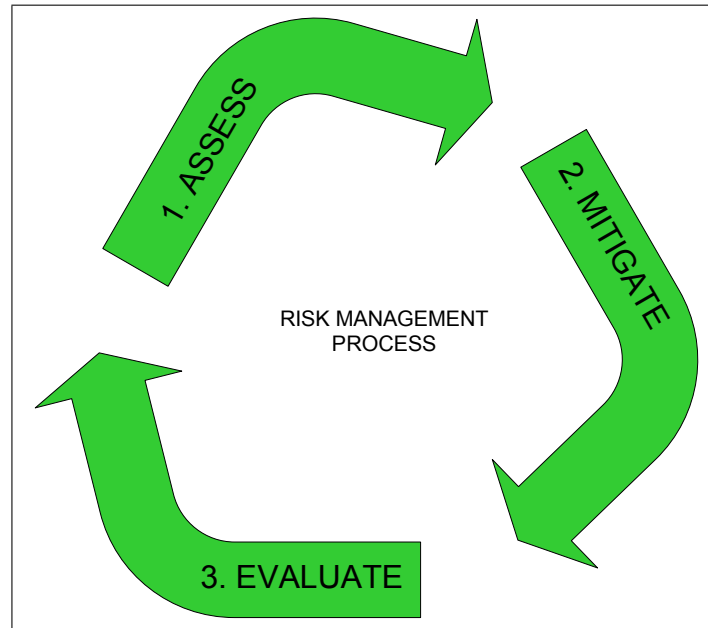 1. ASSESS
2. MITIGATE
RISK MANAGEMENT
PROCESS
3. EVALUATE